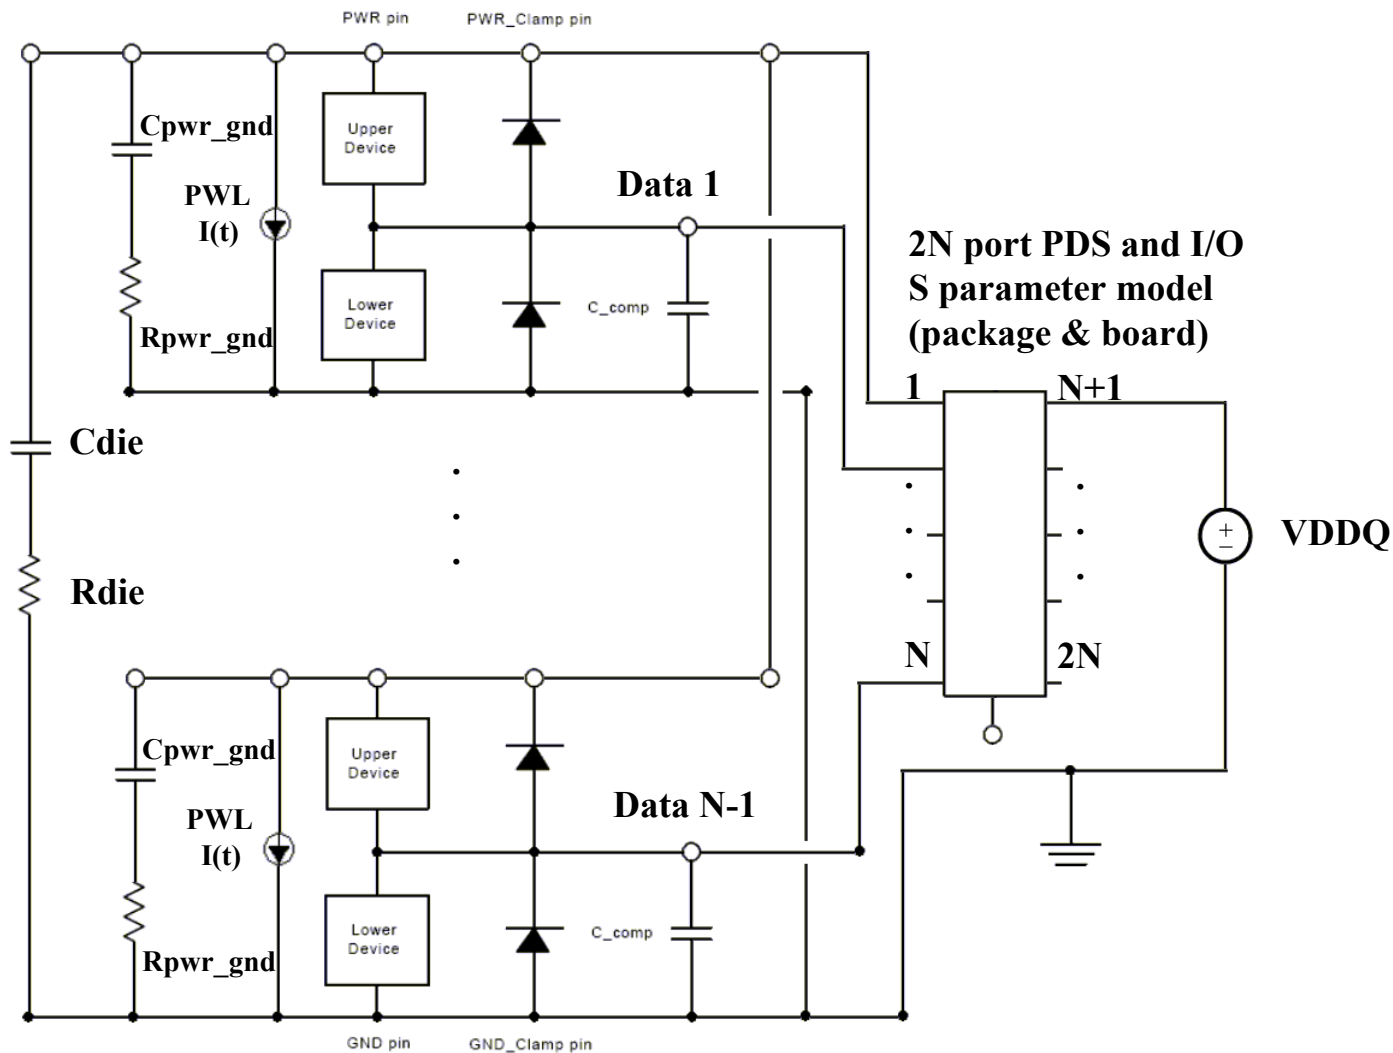 PWR pin
PWR_Clamp pin
Cpwr_gnd
Upper
Device
PWL
I(t)
Data 1
Lower
Device
C_comp
Rpwr_gnd
2N port PDS and I/O
S parameter model
(package & board)
1
N+1
Cdie
Rdie
+
−
VDDQ
N
2N
Cpwr_gnd
Upper
Device
PWL
I(t)
Data N-1
Lower
Device
C_comp
Rpwr_gnd
GND pin
GND_Clamp pin